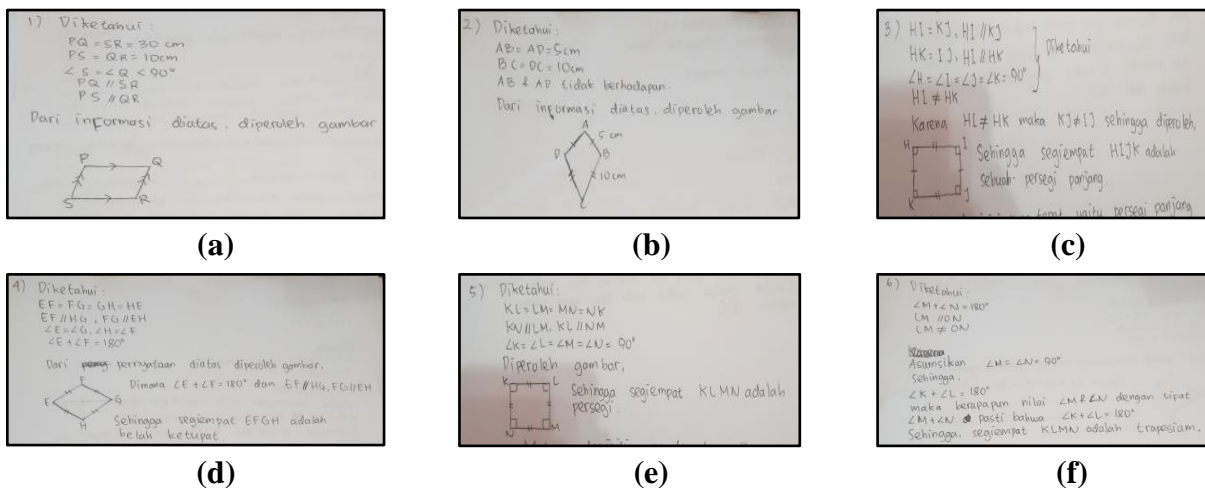 1) Diketahui:
PQ = SR = 30 cm
PS = QR = 10cm
∠S = ∠Q < 90°
PQ // SR
PS // QR
Dari informasi diatas, diperoleh gambar
P Q
S R
(a)
2) Diketahui:
AB = AD = 5cm
BC = DC = 10cm
AB & AD tidak berhadapan.
Dari informasi diatas, diperoleh gambar
A
5 cm
D B
10cm
C
(b)
3) HI = KJ, HI // KJ
HK = IJ, HI // HK
Diketahui
∠H = ∠I = ∠J = ∠K = 90°
HI ≠ HK
Karena HI ≠ HK maka KJ ≠ IJ sehingga diperoleh,
H I
Sehingga segiempat HIJK adalah
sebuah persegi panjang.
K J
yaitu persegi panjang
(c)
4) Diketahui:
EF = FG = GH = HE
EF // HG, FG // EH
∠E = ∠G, ∠H = ∠F
∠E + ∠F = 180°
Dari pernyataan diatas diperoleh gambar.
F
Dimana ∠E + ∠F = 180° dan EF // HG, FG // EH
E G
H
Sehingga segiempat EFGH adalah
belah ketupat.
(d)
5) Diketahui:
KL = LM = MN = NK
KN // LM, KL // NM
∠K = ∠L = ∠M = ∠N = 90°
Diperoleh gambar,
K L
Sehingga segiempat KLMN adalah
persegi.
N M
(e)
6) Diketahui:
∠M + ∠N = 180°
LM // ON
LM ≠ ON
Karena
Asumsikan ∠M = ∠N = 90°
Sehingga,
∠K + ∠L = 180°
maka berapapun nilai ∠M & ∠N dengan sipat
∠M + ∠N pasti bahwa ∠K + ∠L = 180°
Sehingga, segiempat KLMN adalah trapesium.
(f)